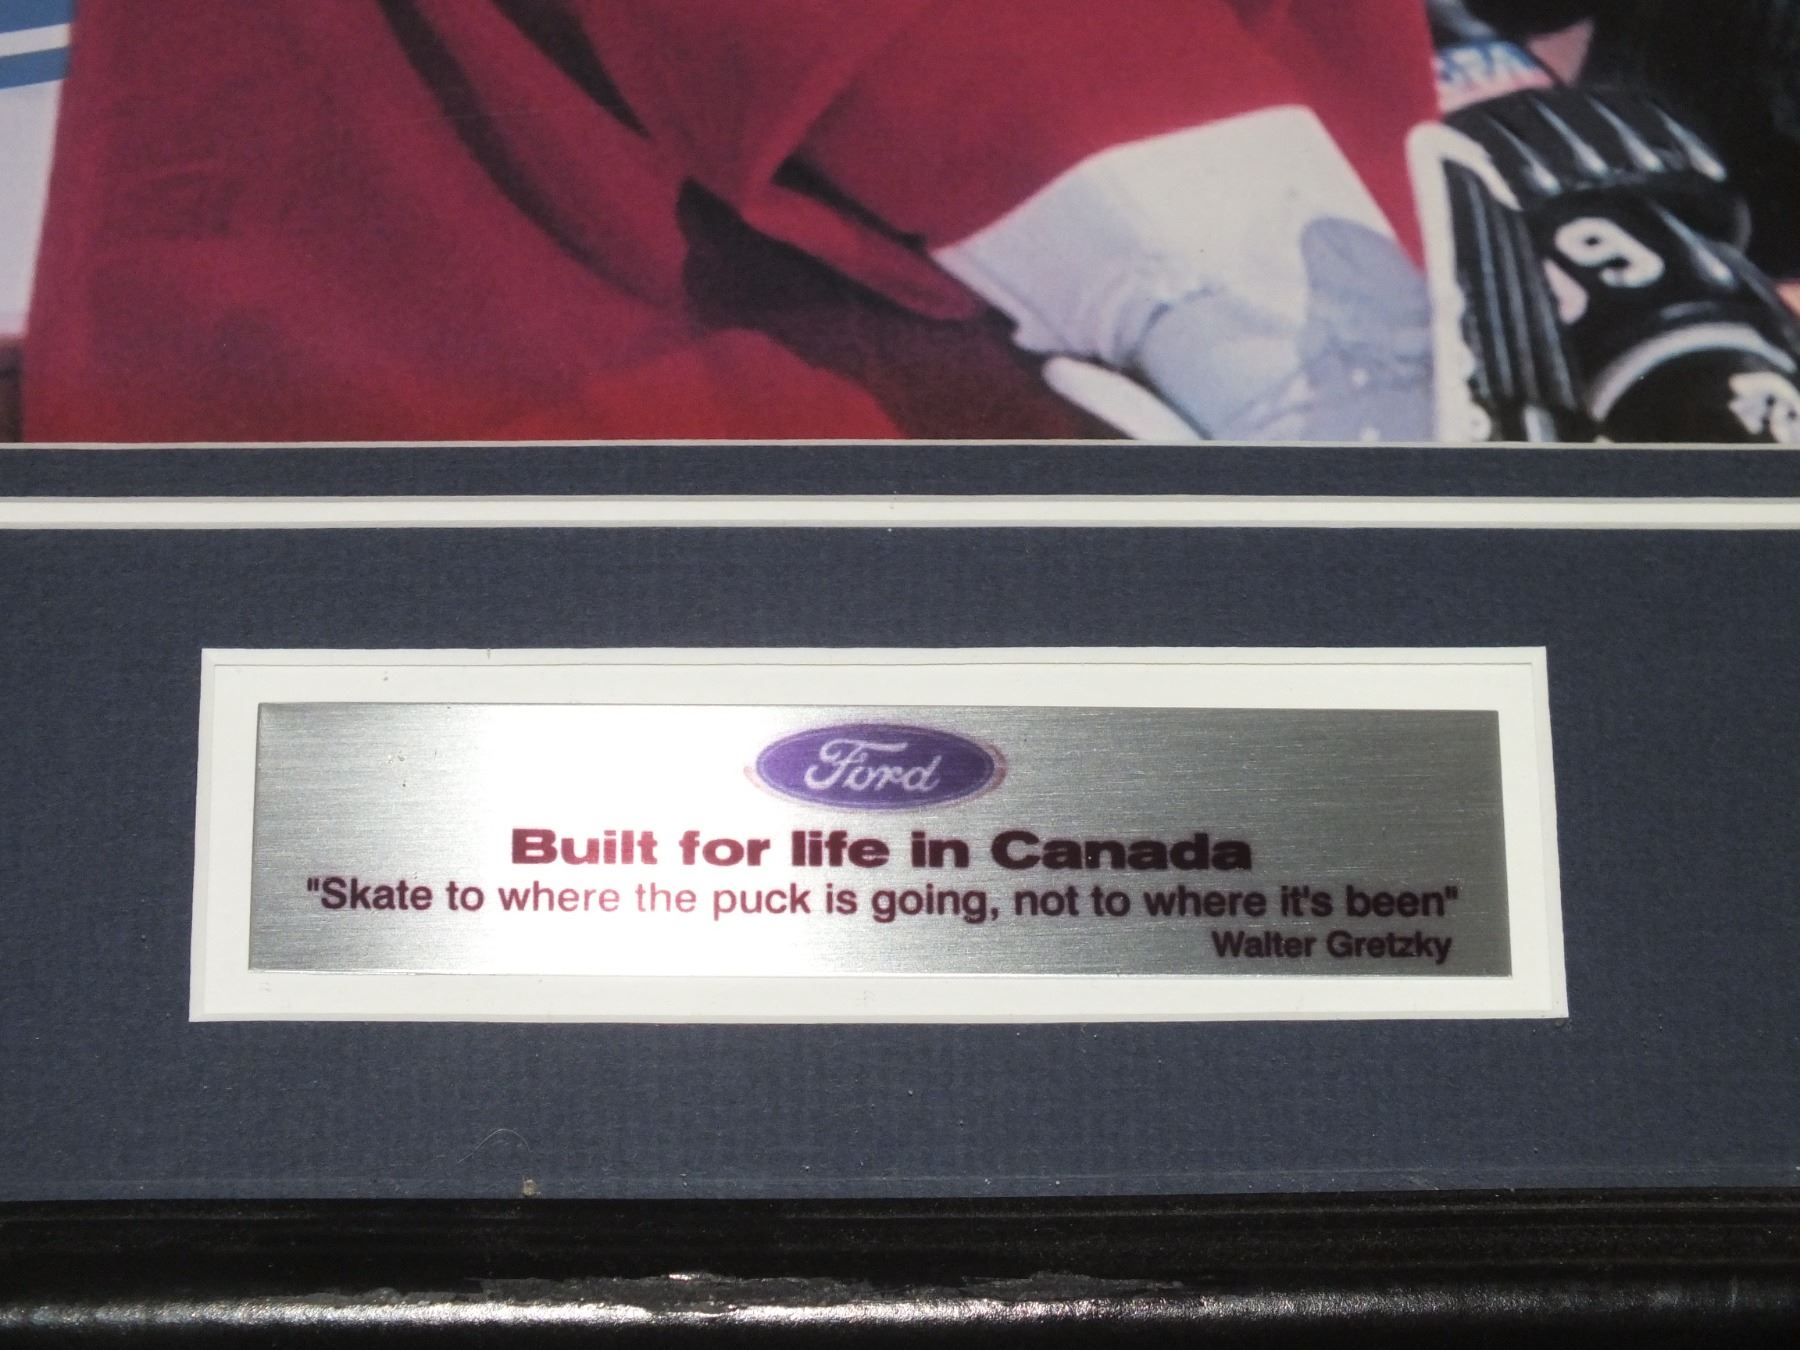 99
Ford
Built for life in Canada
"Skate to where the puck is going, not to where it's been"
Walter Gretzky